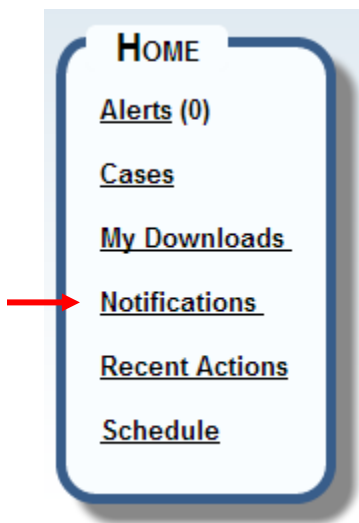 HOME
Alerts (0)
Cases
My Downloads
Notifications
Recent Actions
Schedule